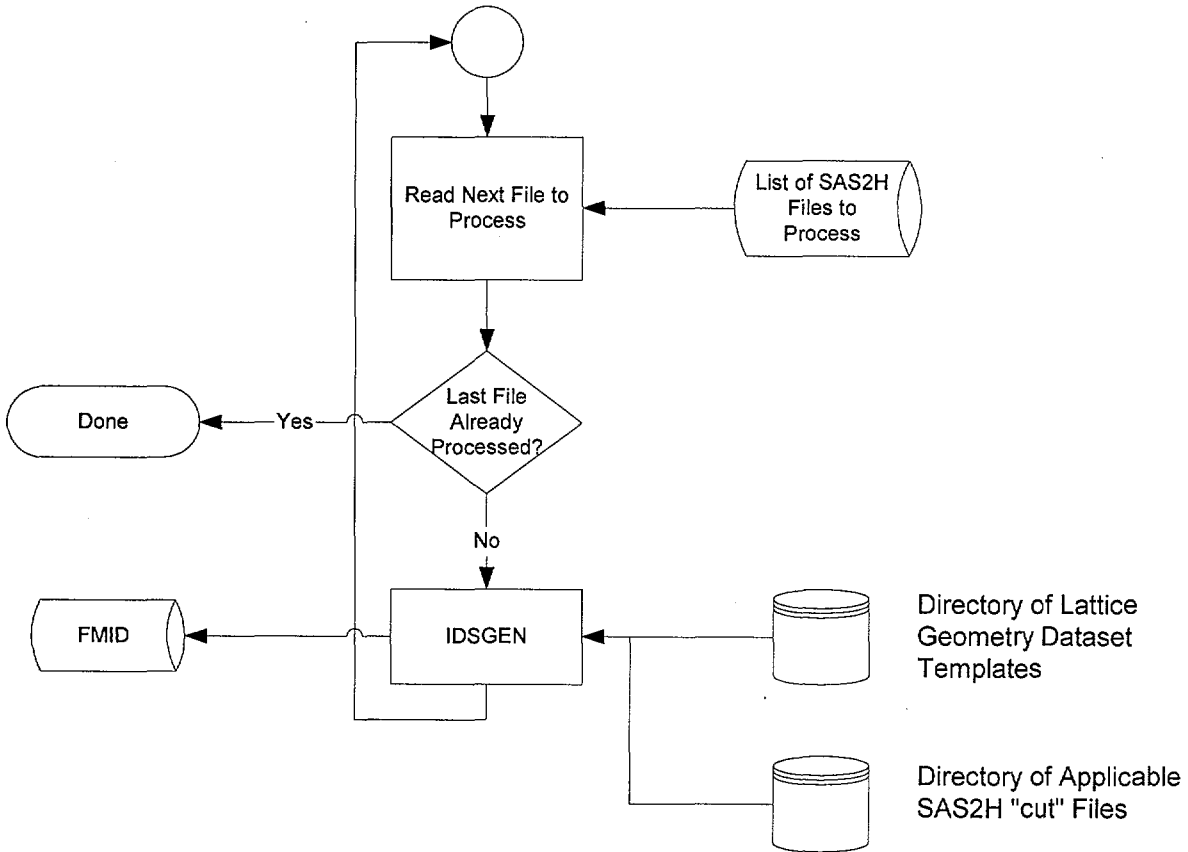 Read Next File to
Process
List of SAS2H
Files to
Process
Last File
Already
Processed?
Yes
Done
No
IDSGEN
FMID
Directory of Lattice
Geometry Dataset
Templates
Directory of Applicable
SAS2H "cut" Files